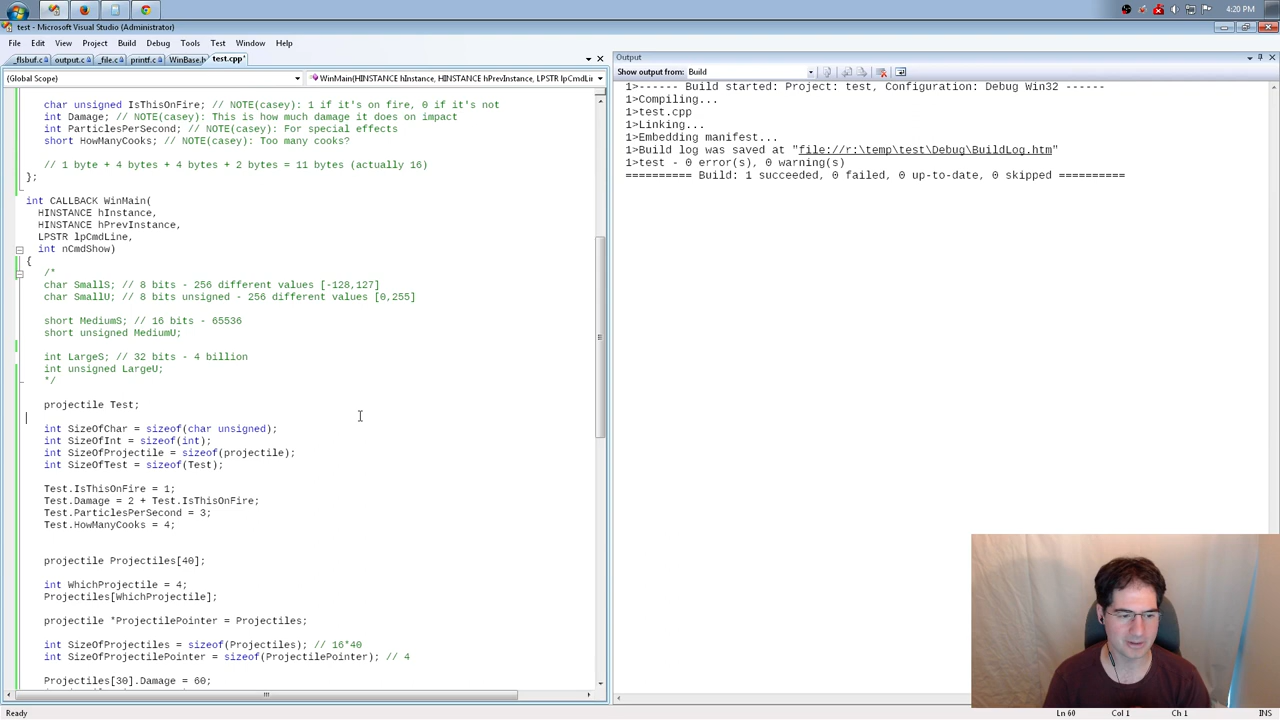 4:20 PM
test - Microsoft Visual Studio (Administrator)
File Edit View Project Build Debug Tools Test Window Help
_flsbuf.c output.c _file.c printf.c WinBase.h test.cpp*
(Global Scope)
WinMain(HINSTANCE hInstance, HINSTANCE hPrevInstance, LPSTR lpCmdLin
char unsigned IsThisOnFire; // NOTE(casey): 1 if it's on fire, 0 if it's not
int Damage; // NOTE(casey): This is how much damage it does on impact
int ParticlesPerSecond; // NOTE(casey): For special effects
short HowManyCooks; // NOTE(casey): Too many cooks?
// 1 byte + 4 bytes + 4 bytes + 2 bytes = 11 bytes (actually 16)
};
int CALLBACK WinMain(
HINSTANCE hInstance,
HINSTANCE hPrevInstance,
LPSTR lpCmdLine,
int nCmdShow)
{
/*
char SmallS; // 8 bits - 256 different values [-128,127]
char SmallU; // 8 bits unsigned - 256 different values [0,255]
short MediumS; // 16 bits - 65536
short unsigned MediumU;
int LargeS; // 32 bits - 4 billion
int unsigned LargeU;
*/
projectile Test;
int SizeOfChar = sizeof(char unsigned);
int SizeOfInt = sizeof(int);
int SizeOfProjectile = sizeof(projectile);
int SizeOfTest = sizeof(Test);
Test.IsThisOnFire = 1;
Test.Damage = 2 + Test.IsThisOnFire;
Test.ParticlesPerSecond = 3;
Test.HowManyCooks = 4;
projectile Projectiles[40];
int WhichProjectile = 4;
Projectiles[WhichProjectile];
projectile *ProjectilePointer = Projectiles;
int SizeOfProjectiles = sizeof(Projectiles); // 16*40
int SizeOfProjectilePointer = sizeof(ProjectilePointer); // 4
Projectiles[30].Damage = 60;
Output
Show output from: Build
1>------ Build started: Project: test, Configuration: Debug Win32 ------
1>Compiling...
1>test.cpp
1>Linking...
1>Embedding manifest...
1>Build log was saved at "file://r:\temp\test\Debug\BuildLog.htm"
1>test - 0 error(s), 0 warning(s)
========== Build: 1 succeeded, 0 failed, 0 up-to-date, 0 skipped ==========
Ready
Ln 60 Col 1 Ch 1 INS